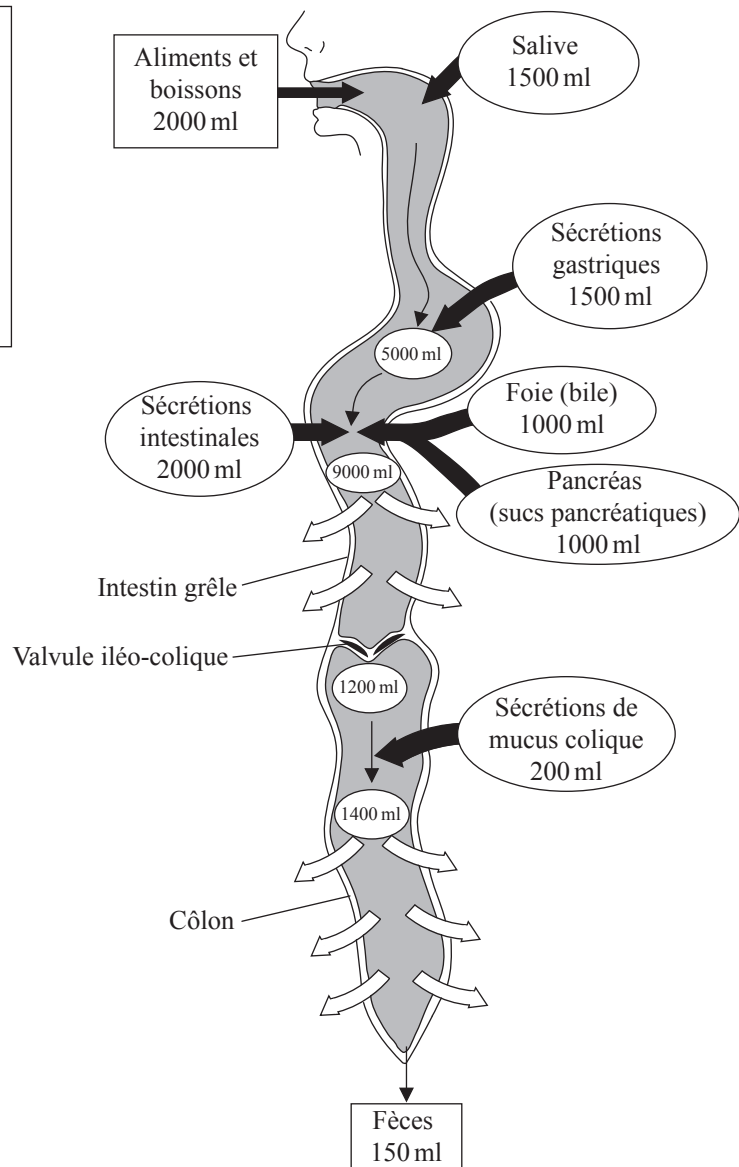 Aliments et
boissons
2000 ml
Salive
1500 ml
Sécrétions
gastriques
1500 ml
5000 ml
Foie (bile)
1000 ml
Sécrétions
intestinales
2000 ml
9000 ml
Pancréas
(sucs pancréatiques)
1000 ml
Intestin grêle
Valvule iléo-colique
1200 ml
Sécrétions de
mucus colique
200 ml
1400 ml
Côlon
Fèces
150 ml